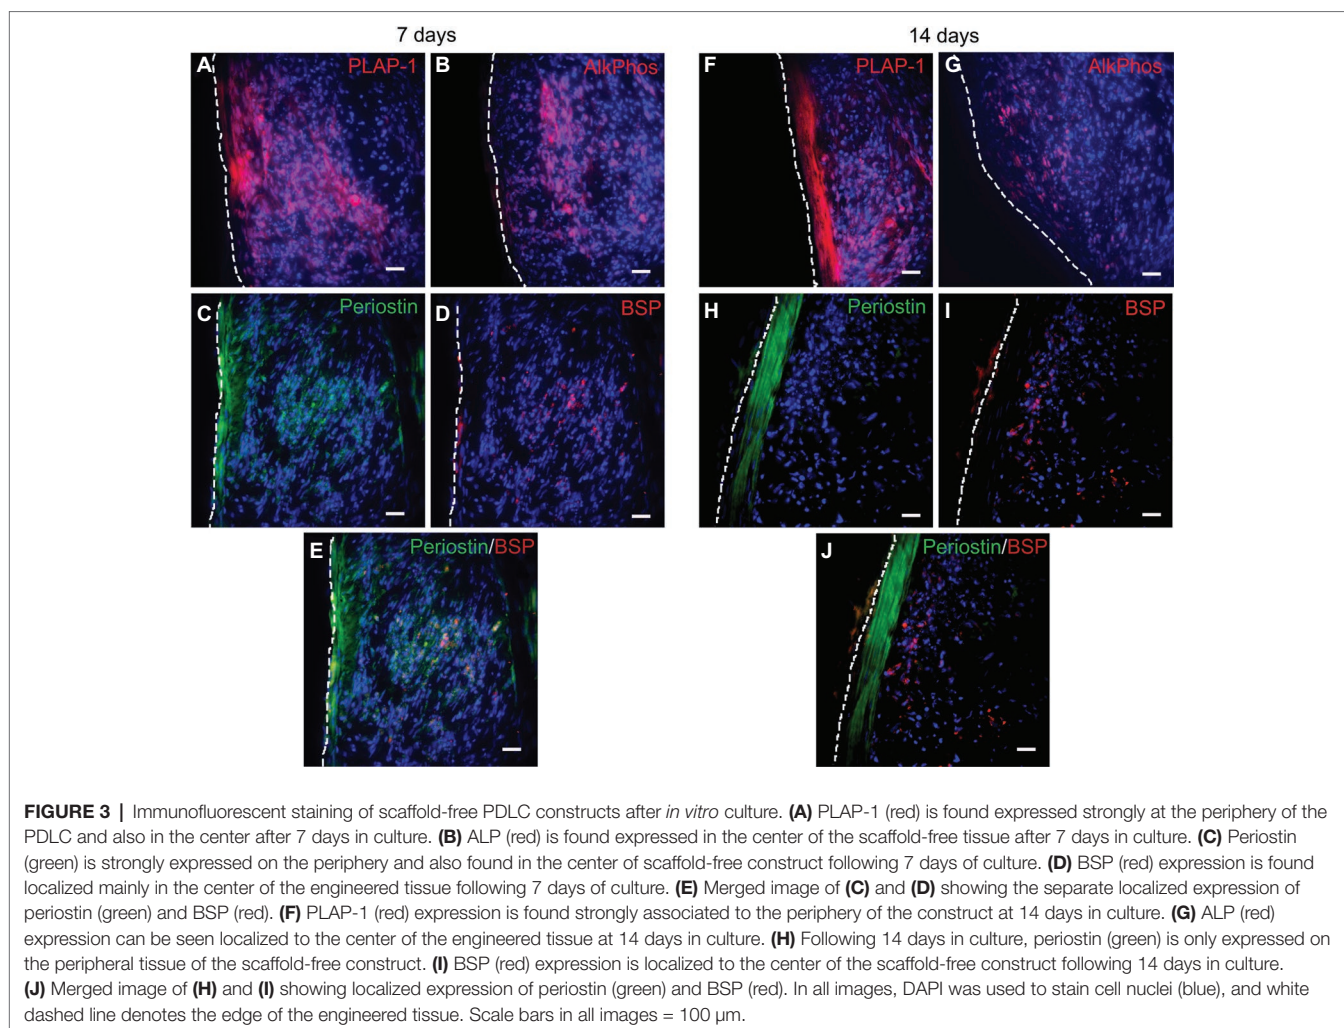 7 days
14 days
A PLAP-1
B AlkPhos
F PLAP-1
G AlkPhos
C Periostin
D BSP
H Periostin
I BSP
E Periostin/BSP
J Periostin/BSP
FIGURE 3 | Immunofluorescent staining of scaffold-free PDLC constructs after in vitro culture. (A) PLAP-1 (red) is found expressed strongly at the periphery of the
PDLC and also in the center after 7 days in culture. (B) ALP (red) is found expressed in the center of the scaffold-free tissue after 7 days in culture. (C) Periostin
(green) is strongly expressed on the periphery and also found in the center of scaffold-free construct following 7 days of culture. (D) BSP (red) expression is found
localized mainly in the center of the engineered tissue following 7 days of culture. (E) Merged image of (C) and (D) showing the separate localized expression of
periostin (green) and BSP (red). (F) PLAP-1 (red) expression is found strongly associated to the periphery of the construct at 14 days in culture. (G) ALP (red)
expression can be seen localized to the center of the engineered tissue at 14 days in culture. (H) Following 14 days in culture, periostin (green) is only expressed on
the peripheral tissue of the scaffold-free construct. (I) BSP (red) expression is localized to the center of the scaffold-free construct following 14 days in culture.
(J) Merged image of (H) and (I) showing localized expression of periostin (green) and BSP (red). In all images, DAPI was used to stain cell nuclei (blue), and white
dashed line denotes the edge of the engineered tissue. Scale bars in all images = 100 μm.